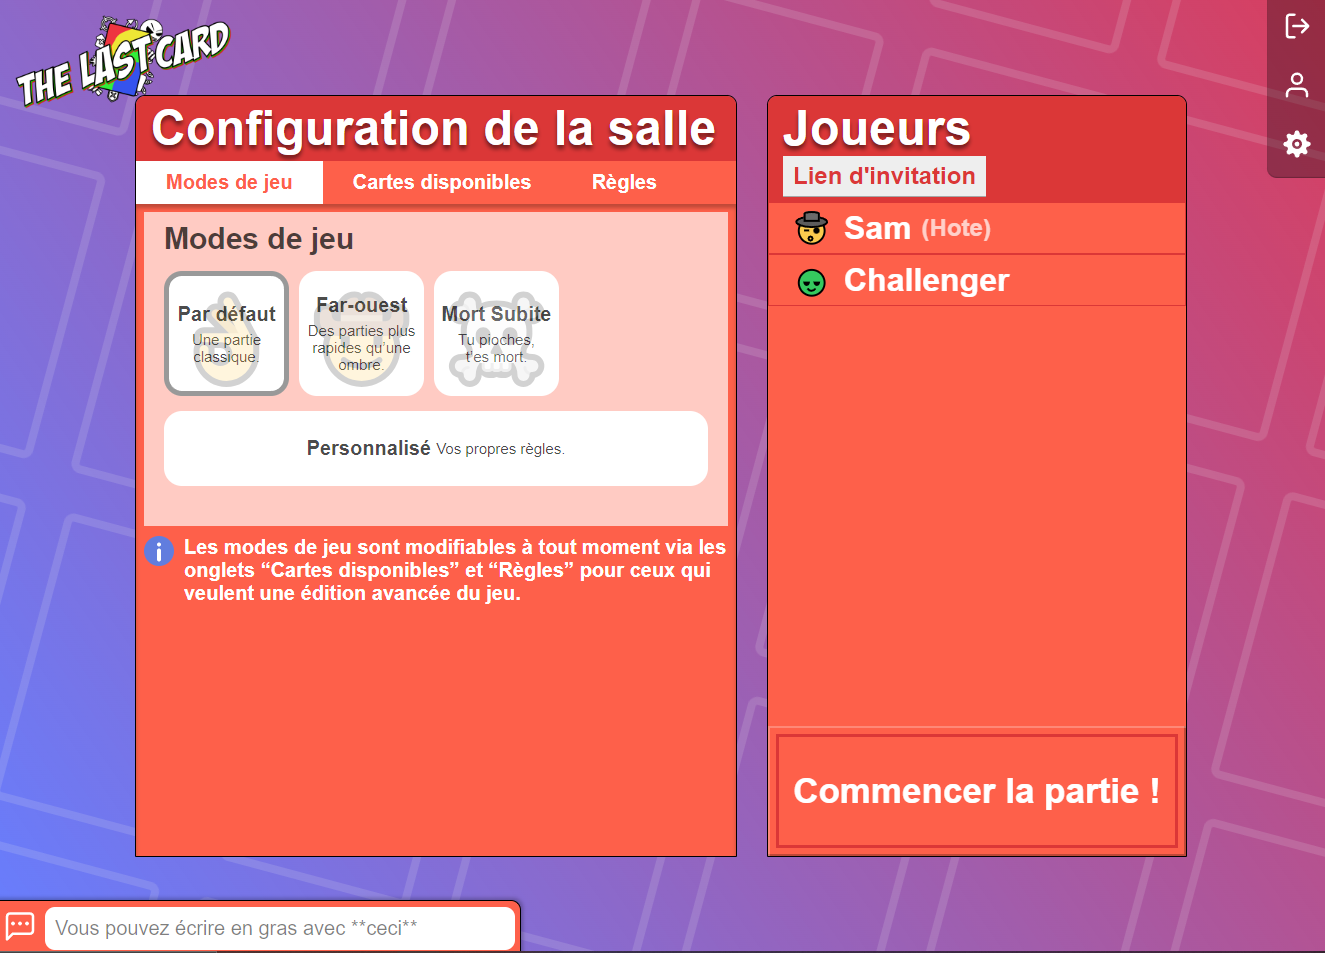 THE LAST CARD
Configuration de la salle
Modes de jeu
Cartes disponibles
Règles
Modes de jeu
Par défaut
Une partie
classique.
Far-ouest
Des parties plus
rapides qu’une
ombre.
Mort Subite
Tu pioches,
t'es mort.
Personnalisé Vos propres règles.
Les modes de jeu sont modifiables à tout moment via les
onglets “Cartes disponibles” et “Règles” pour ceux qui
veulent une édition avancée du jeu.
Joueurs
Lien d'invitation
Sam (Hote)
Challenger
Commencer la partie !
Vous pouvez écrire en gras avec **ceci**